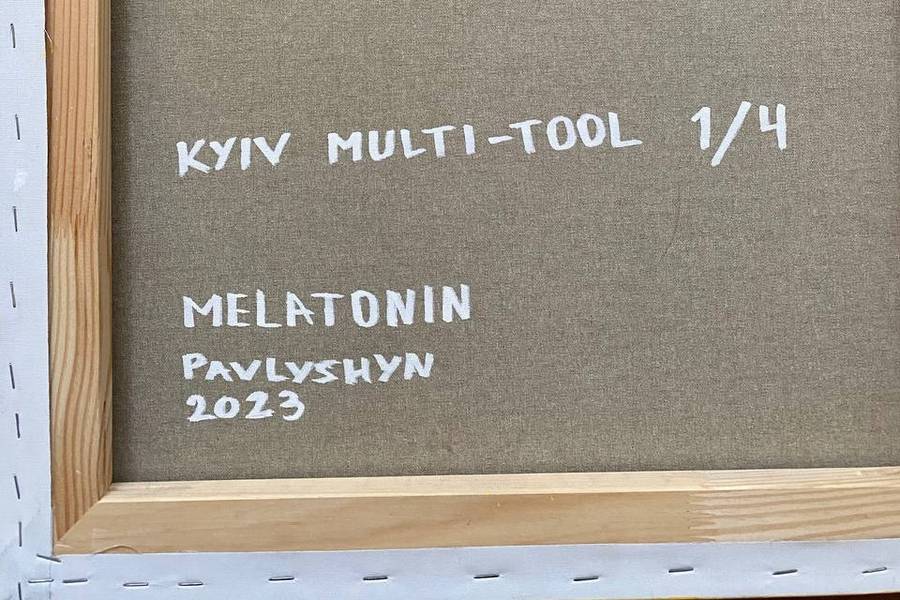 KYIV MULTI-TOOL 1/4
MELATONIN
PAVLYSHYN
2023